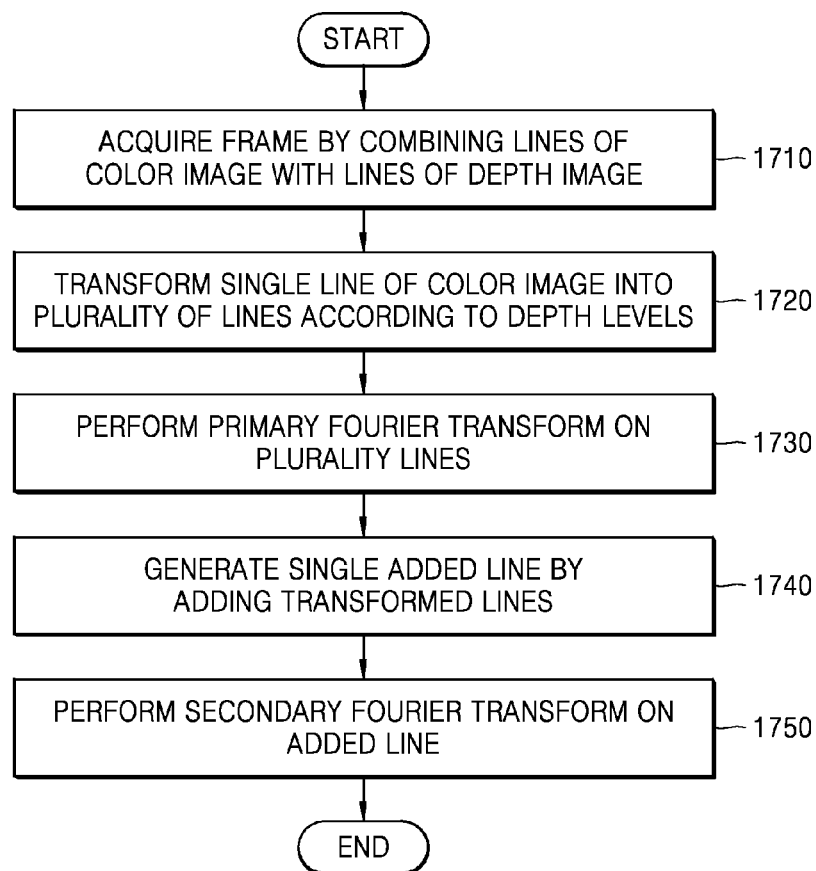 START
ACQUIRE FRAME BY COMBINING LINES OF
COLOR IMAGE WITH LINES OF DEPTH IMAGE
1710
TRANSFORM SINGLE LINE OF COLOR IMAGE INTO
PLURALITY OF LINES ACCORDING TO DEPTH LEVELS
1720
PERFORM PRIMARY FOURIER TRANSFORM ON
PLURALITY LINES
1730
GENERATE SINGLE ADDED LINE BY
ADDING TRANSFORMED LINES
1740
PERFORM SECONDARY FOURIER TRANSFORM ON
ADDED LINE
1750
END